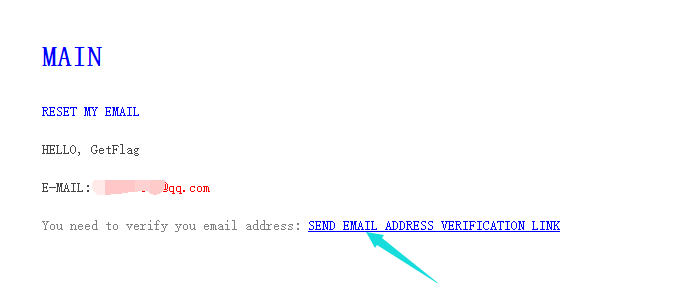 MAIN
RESET MY EMAIL
HELLO, GetFlag
E-MAIL: @qq.com
You need to verify you email address: SEND EMAIL ADDRESS VERIFICATION LINK